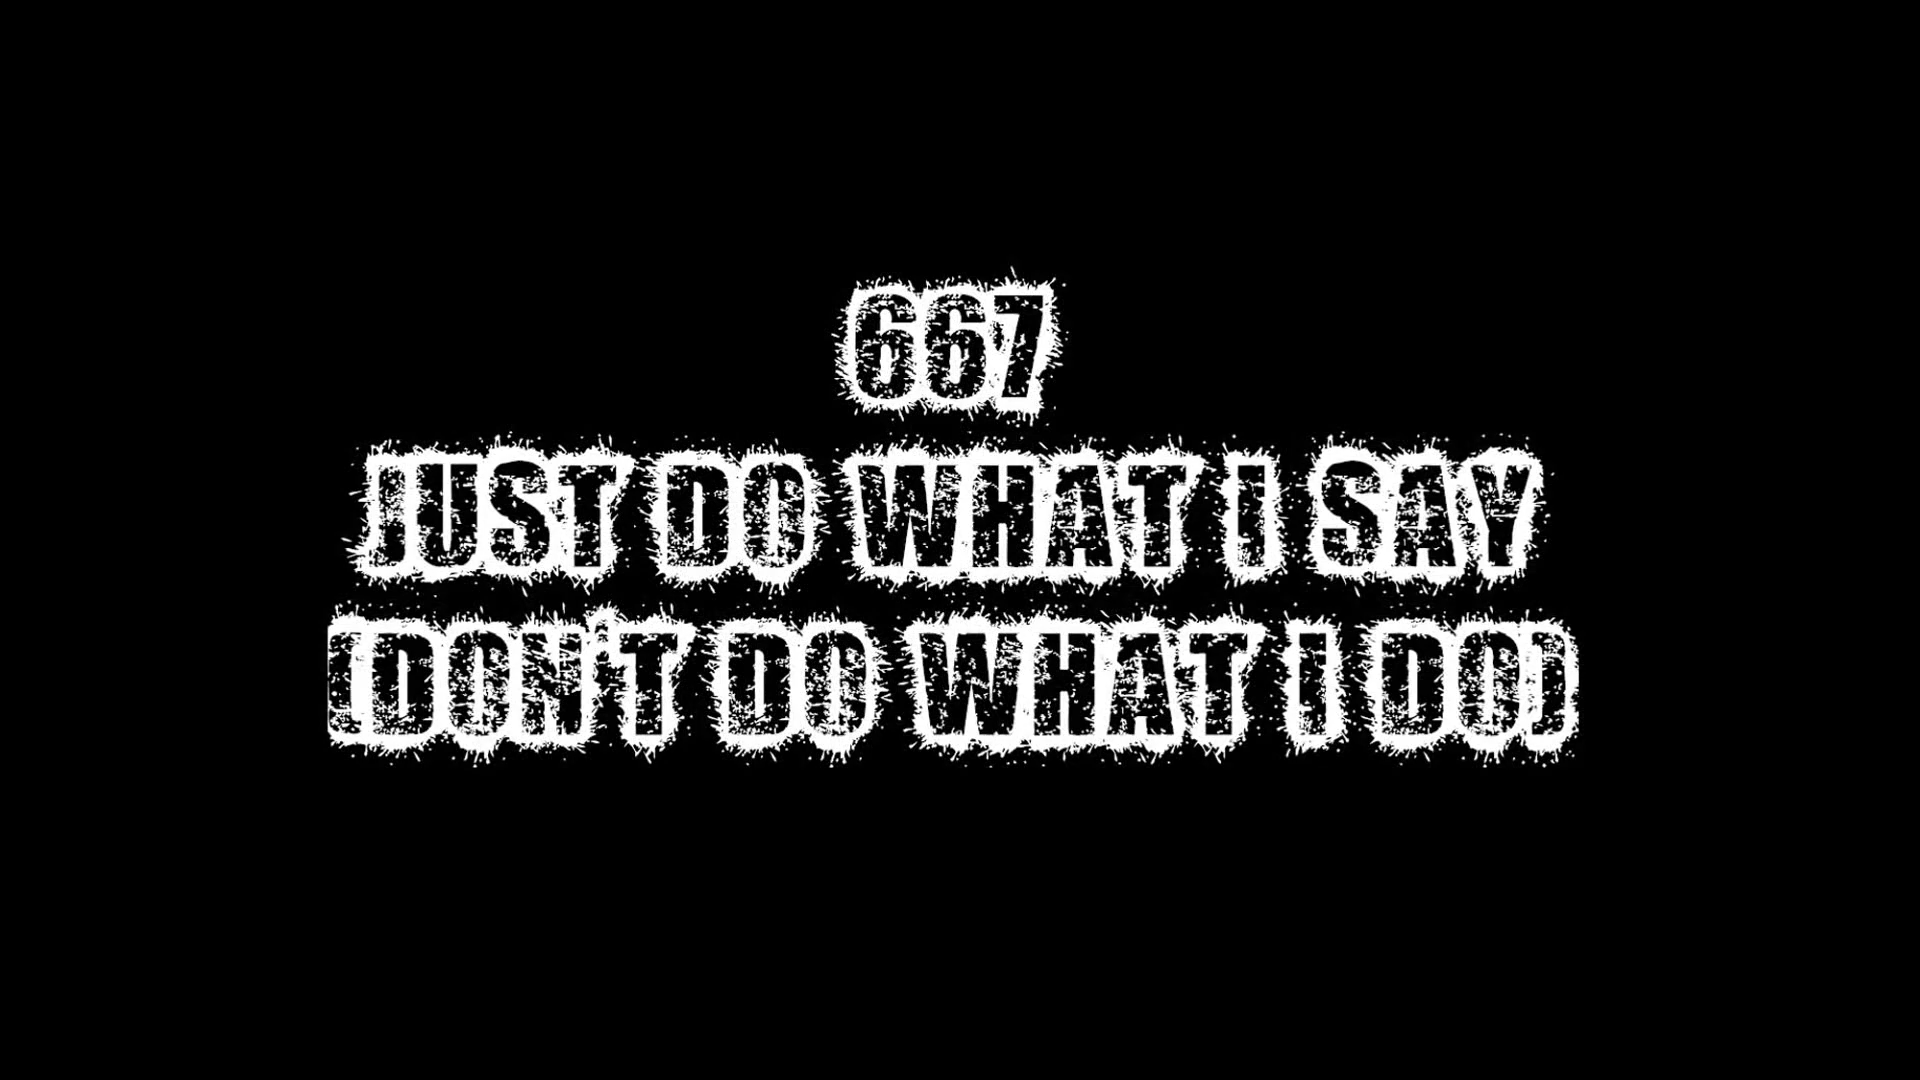 667
JUST DO WHAT I SAY
(DON'T DO WHAT I DO)